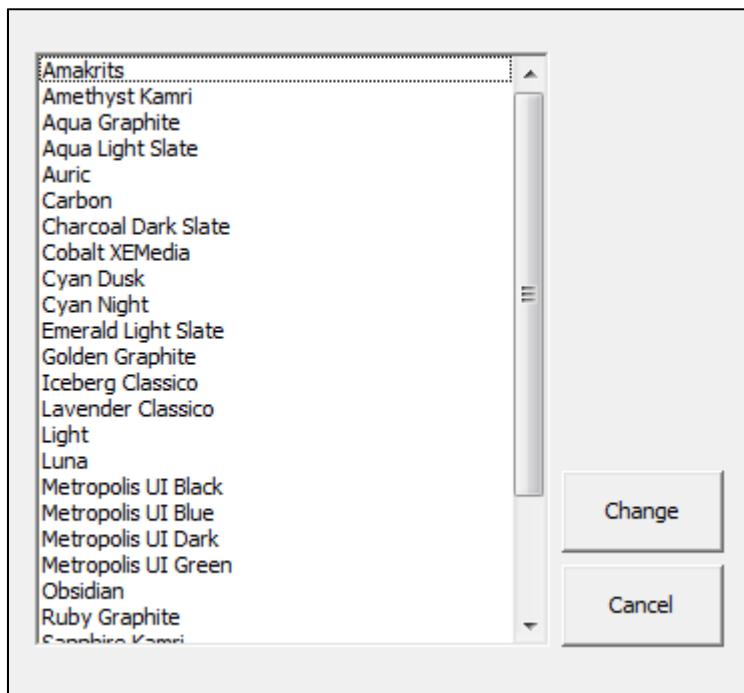 Amakrits
Amethyst Kamri
Aqua Graphite
Aqua Light Slate
Auric
Carbon
Charcoal Dark Slate
Cobalt XEMedia
Cyan Dusk
Cyan Night
Emerald Light Slate
Golden Graphite
Iceberg Classico
Lavender Classico
Light
Luna
Metropolis UI Black
Metropolis UI Blue
Metropolis UI Dark
Metropolis UI Green
Obsidian
Ruby Graphite
Sapphire Kamri
Change
Cancel